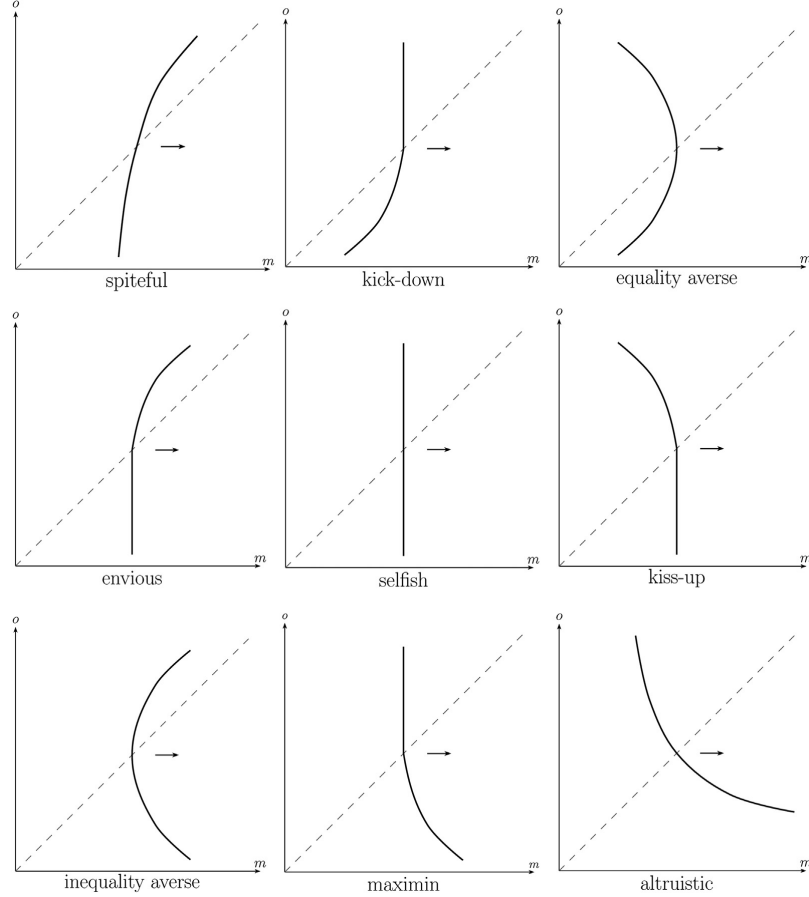 o
m
spiteful
o
m
kick-down
o
m
equality averse
o
m
envious
o
m
selfish
o
m
kiss-up
o
m
inequality averse
o
m
maximin
o
m
altruistic